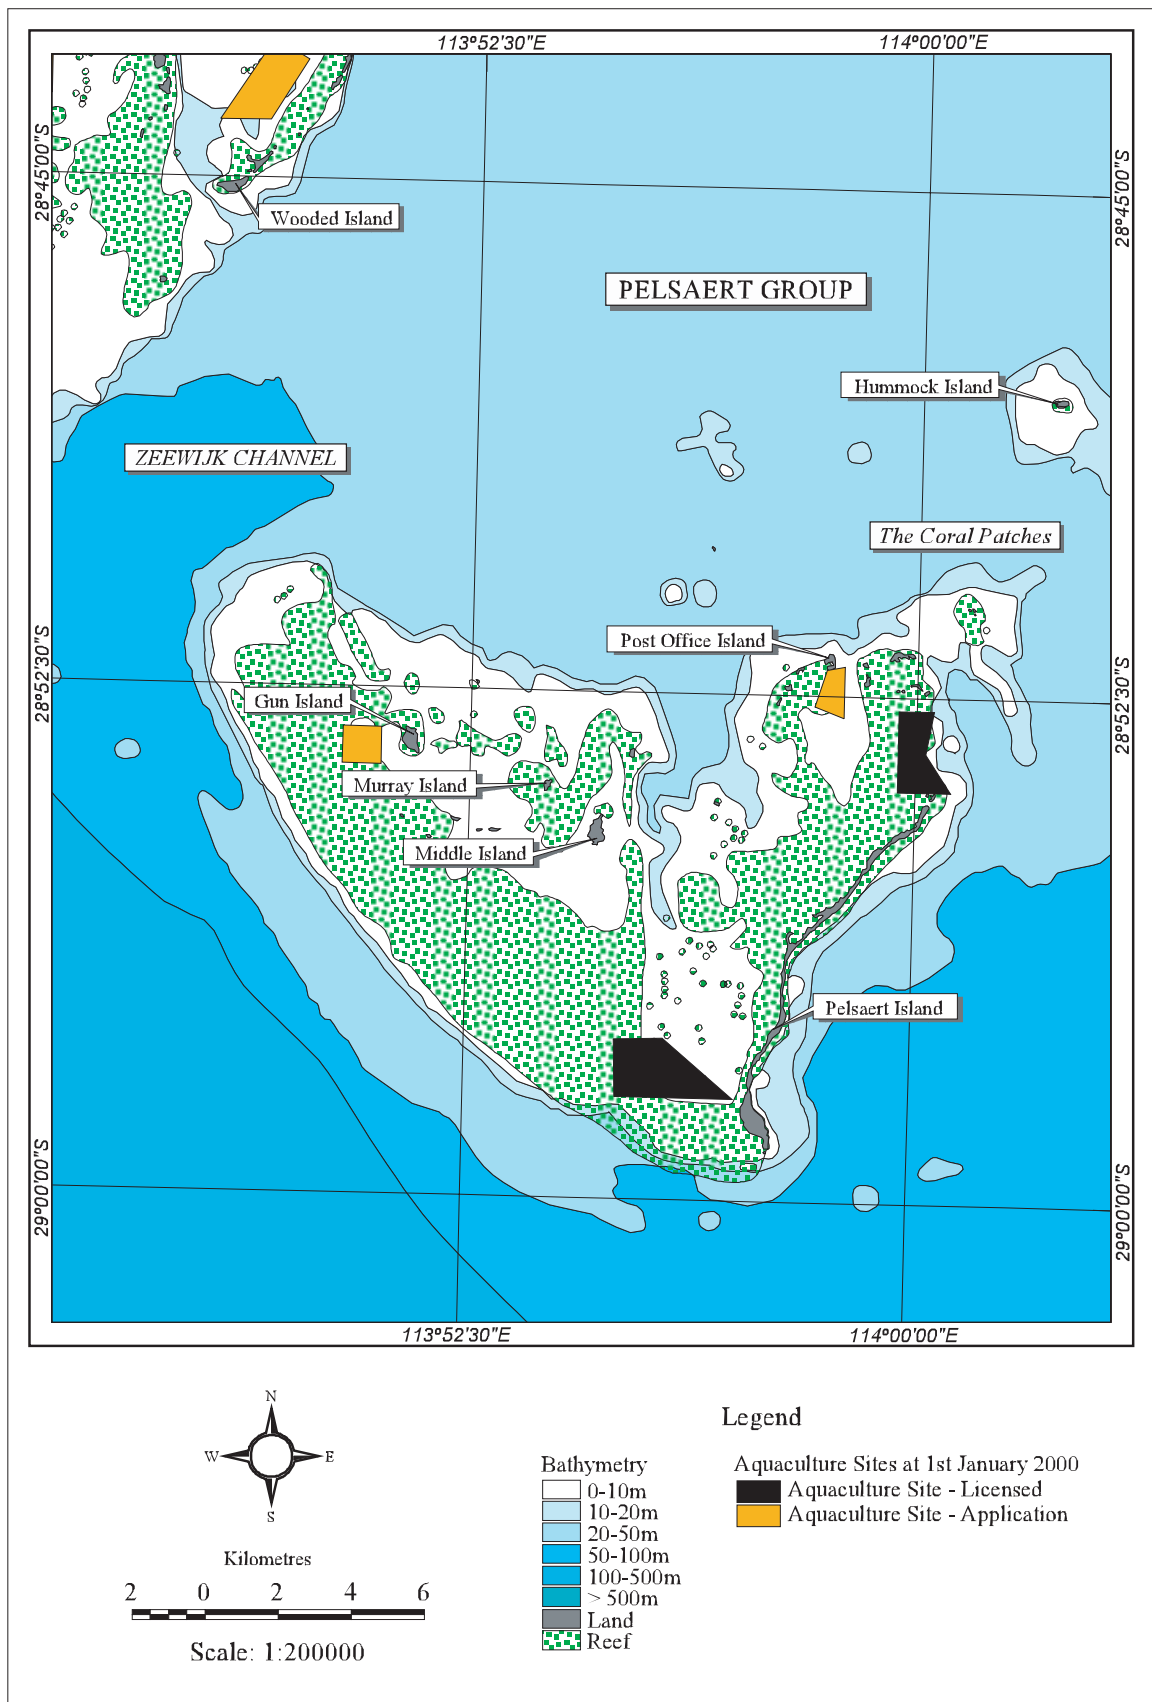 113°52'30"E
114°00'00"E
28°45'00"S
28°45'00"S
Wooded Island
PELSAERT GROUP
Hummock Island
ZEEWIJK CHANNEL
The Coral Patches
Post Office Island
28°52'30"S
28°52'30"S
Gun Island
Murray Island
Middle Island
Pelsaert Island
29°00'00"S
29°00'00"S
113°52'30"E
114°00'00"E
N
W
E
S
Kilometres
2 0 2 4 6
Scale: 1:200000
Legend
Bathymetry
0-10m
10-20m
20-50m
50-100m
100-500m
> 500m
Land
Reef
Aquaculture Sites at 1st January 2000
Aquaculture Site - Licensed
Aquaculture Site - Application